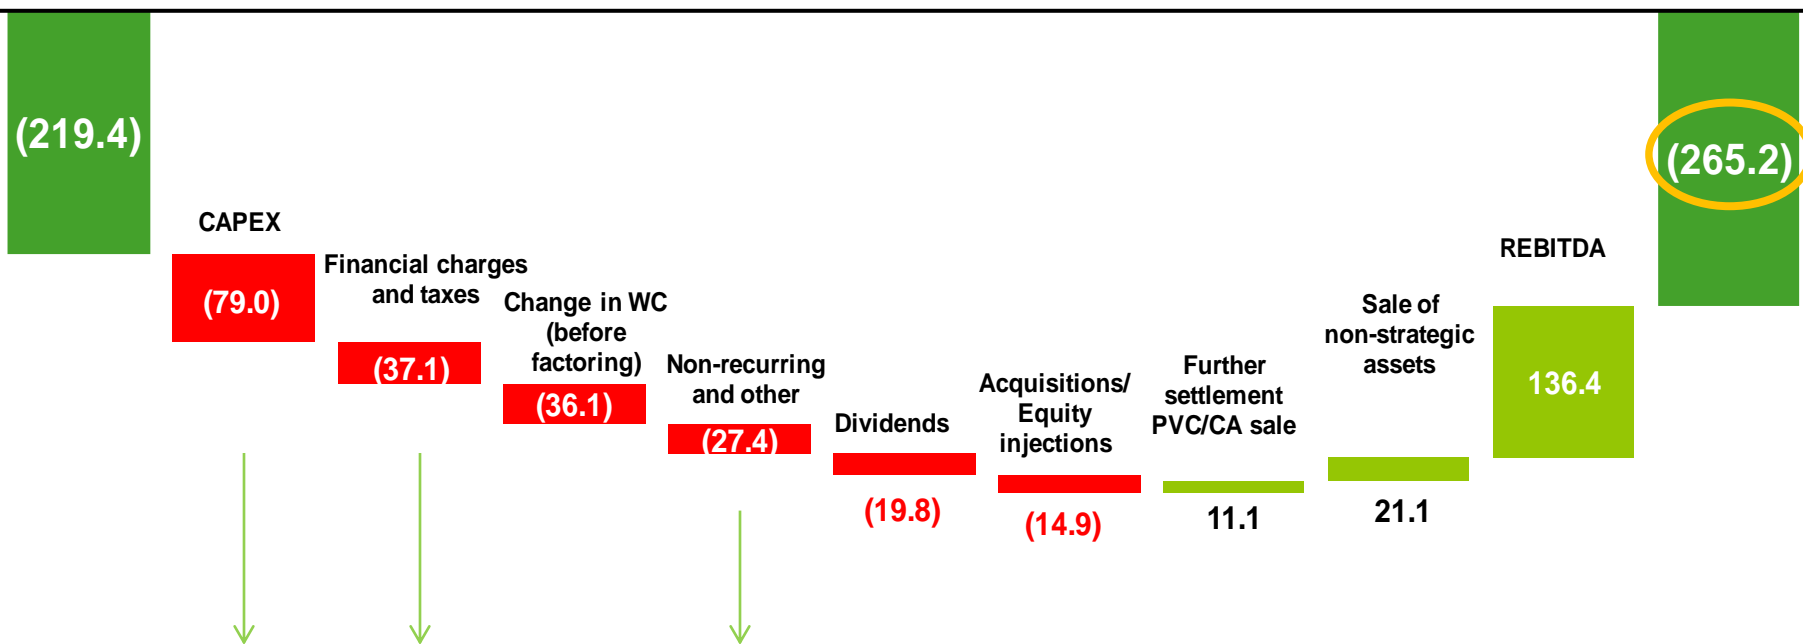 (219.4)
CAPEX
(79.0)
Financial charges
and taxes
(37.1)
Change in WC
(before
factoring)
(36.1)
Non-recurring
and other
(27.4)
Dividends
(19.8)
Acquisitions/
Equity
injections
(14.9)
Further
settlement
PVC/CA sale
11.1
Sale of
non-strategic
assets
21.1
REBITDA
136.4
(265.2)